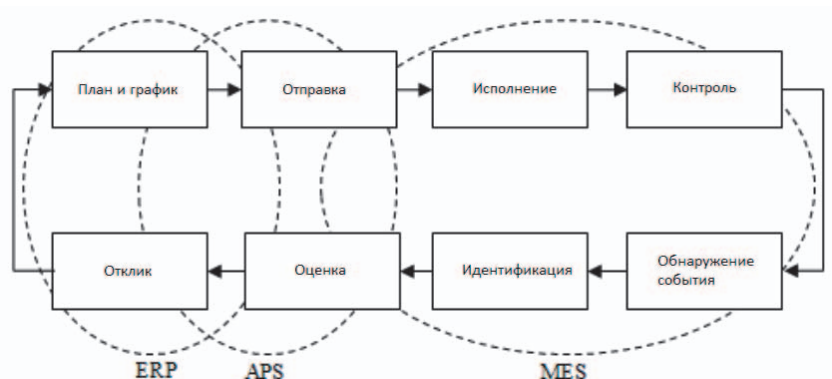 План и график
Отправка
Исполнение
Контроль
Отклик
Оценка
Идентификация
Обнаружение
события
ERP
APS
MES